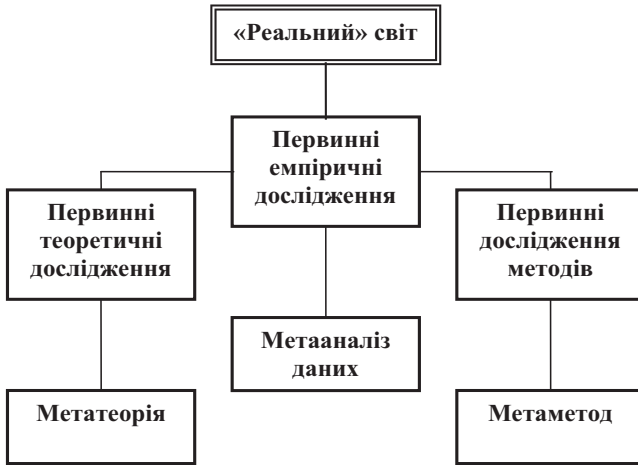 «Реальний» світ
Первинні
емпіричні
дослідження
Первинні
теоретичні
дослідження
Первинні
дослідження
методів
Метааналіз
даних
Метатеорія
Метаметод